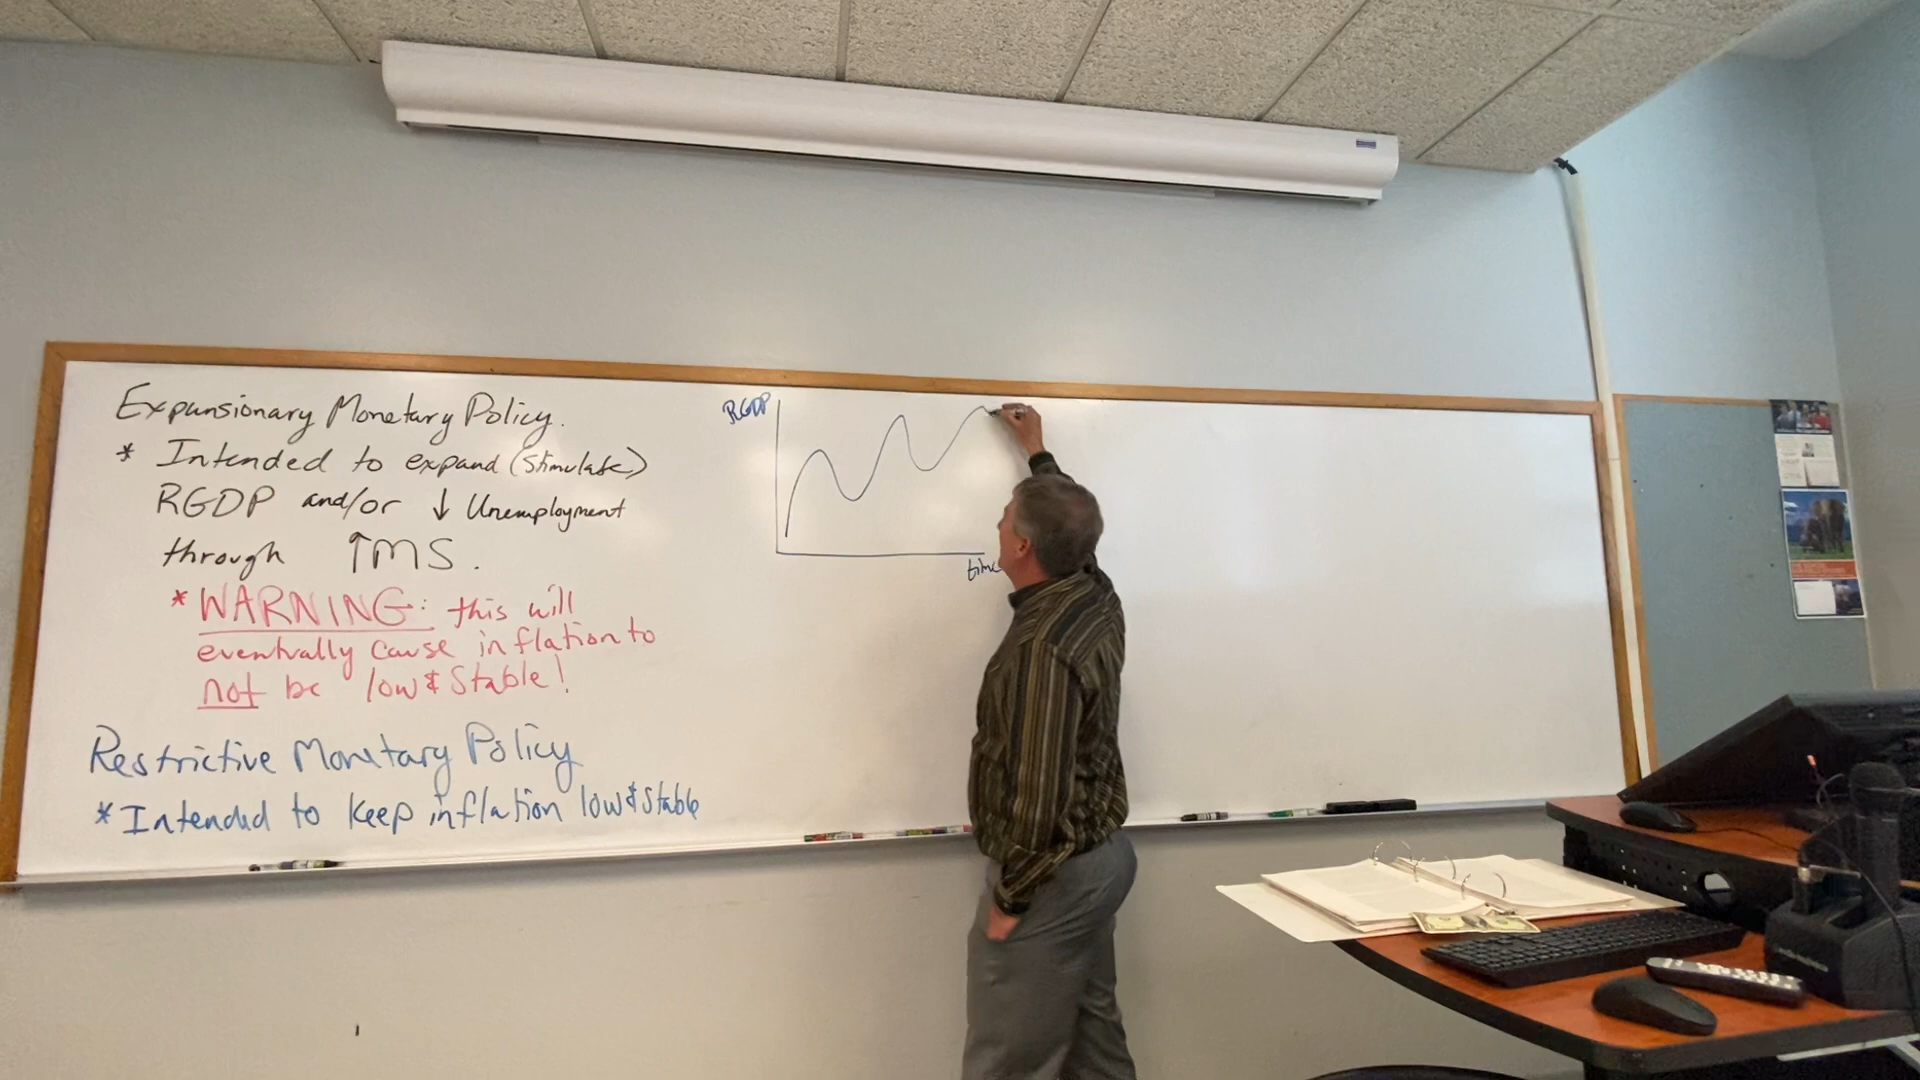 Expansionary Monetary Policy.
* Intended to expand (stimulate)
RGDP and/or ↓ Unemployment
through ↑MS.
* WARNING: this will
eventually cause inflation to
not be low & Stable!
Restrictive Monetary Policy
* Intended to keep inflation low & stable
RGDP
time